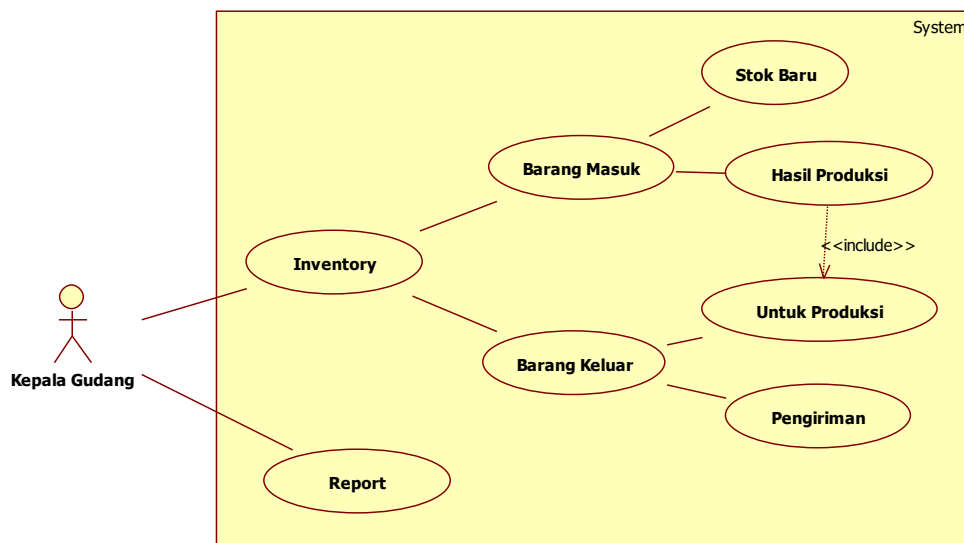 System
Stok Baru
Barang Masuk
Hasil Produksi
<<include>>
Inventory
Untuk Produksi
Barang Keluar
Kepala Gudang
Pengiriman
Report